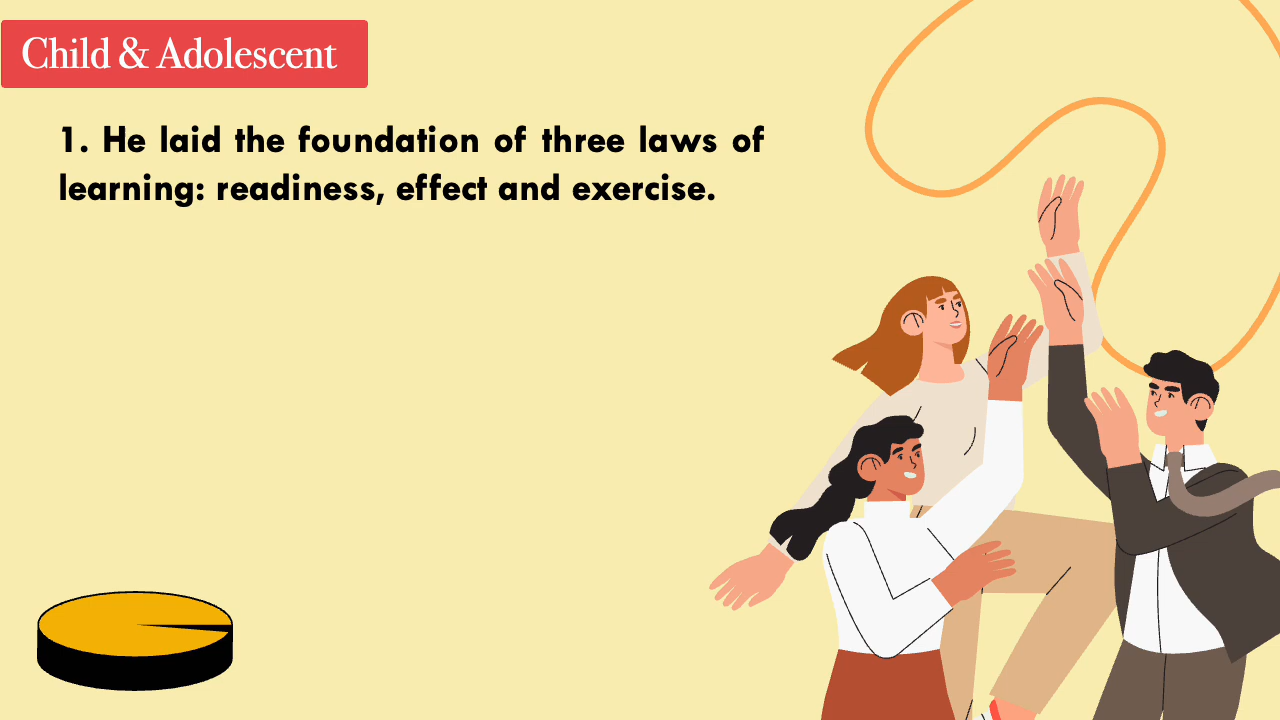 Child & Adolescent
1. He laid the foundation of three laws of
learning: readiness, effect and exercise.